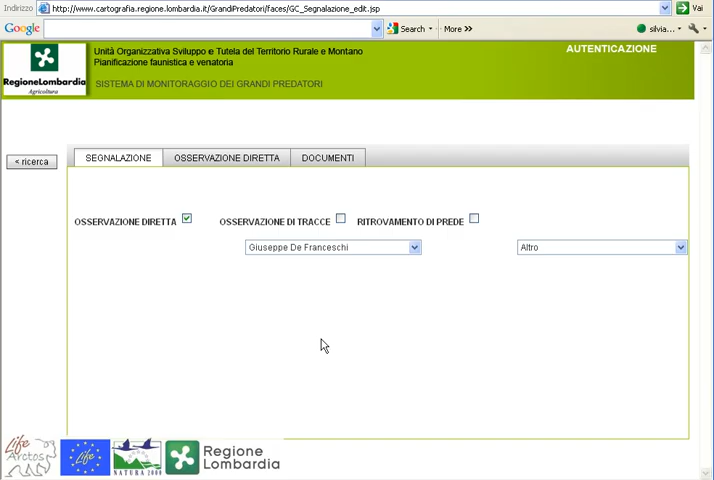 Indirizzo http://www.cartografia.regione.lombardia.it/GrandiPredatori/faces/GC_Segnalazione_edit.jsp Vai
Google Search More >> silvia...
Unità Organizzativa Sviluppo e Tutela del Territorio Rurale e Montano
Pianificazione faunistica e venatoria
SISTEMA DI MONITORAGGIO DEI GRANDI PREDATORI
AUTENTICAZIONE
RegioneLombardia
Agricoltura
< ricerca
SEGNALAZIONE OSSERVAZIONE DIRETTA DOCUMENTI
OSSERVAZIONE DIRETTA OSSERVAZIONE DI TRACCE RITROVAMENTO DI PREDE
Giuseppe De Franceschi Altro
Life
Arctos
Life
NATURA 2000
Regione
Lombardia